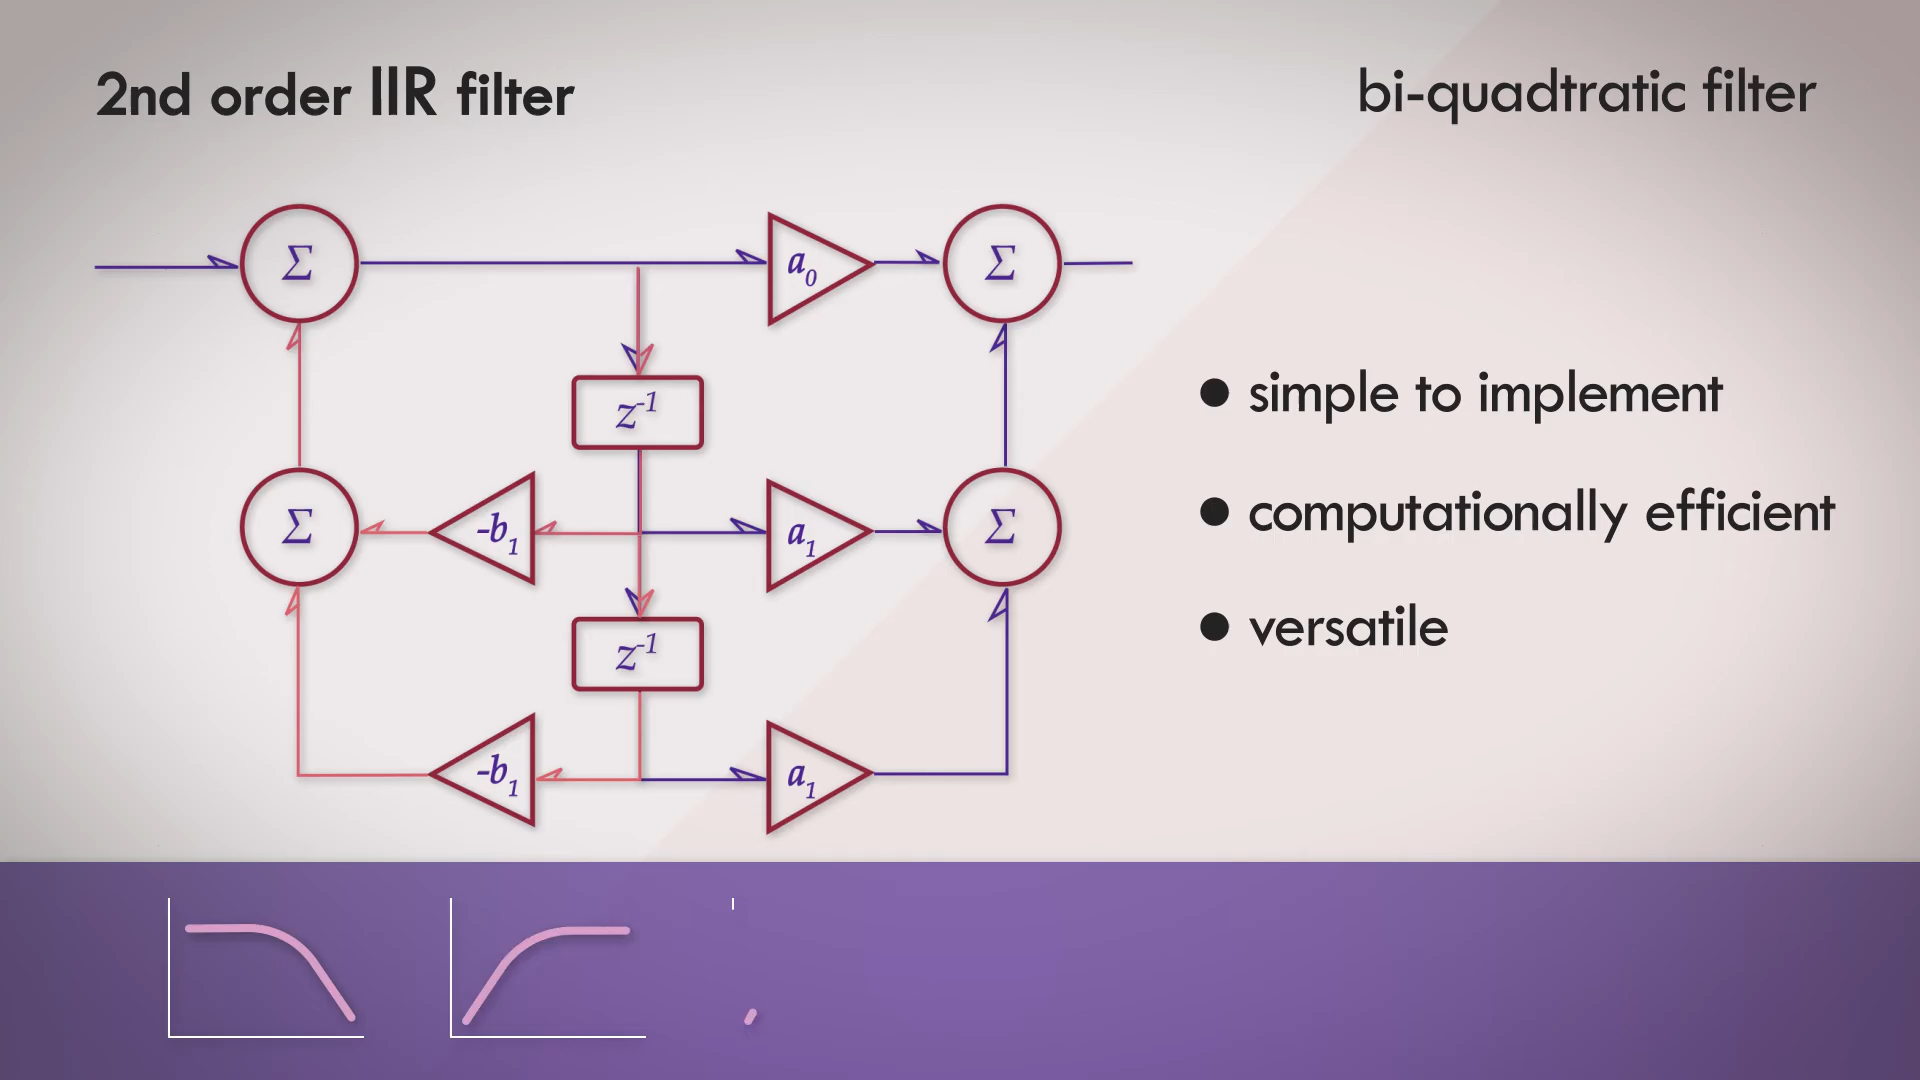 2nd order IIR filter
bi-quadtratic filter
Σ
a₀
Σ
z⁻¹
Σ
-b₁
a₁
Σ
z⁻¹
-b₁
a₁
● simple to implement
● computationally efficient
● versatile